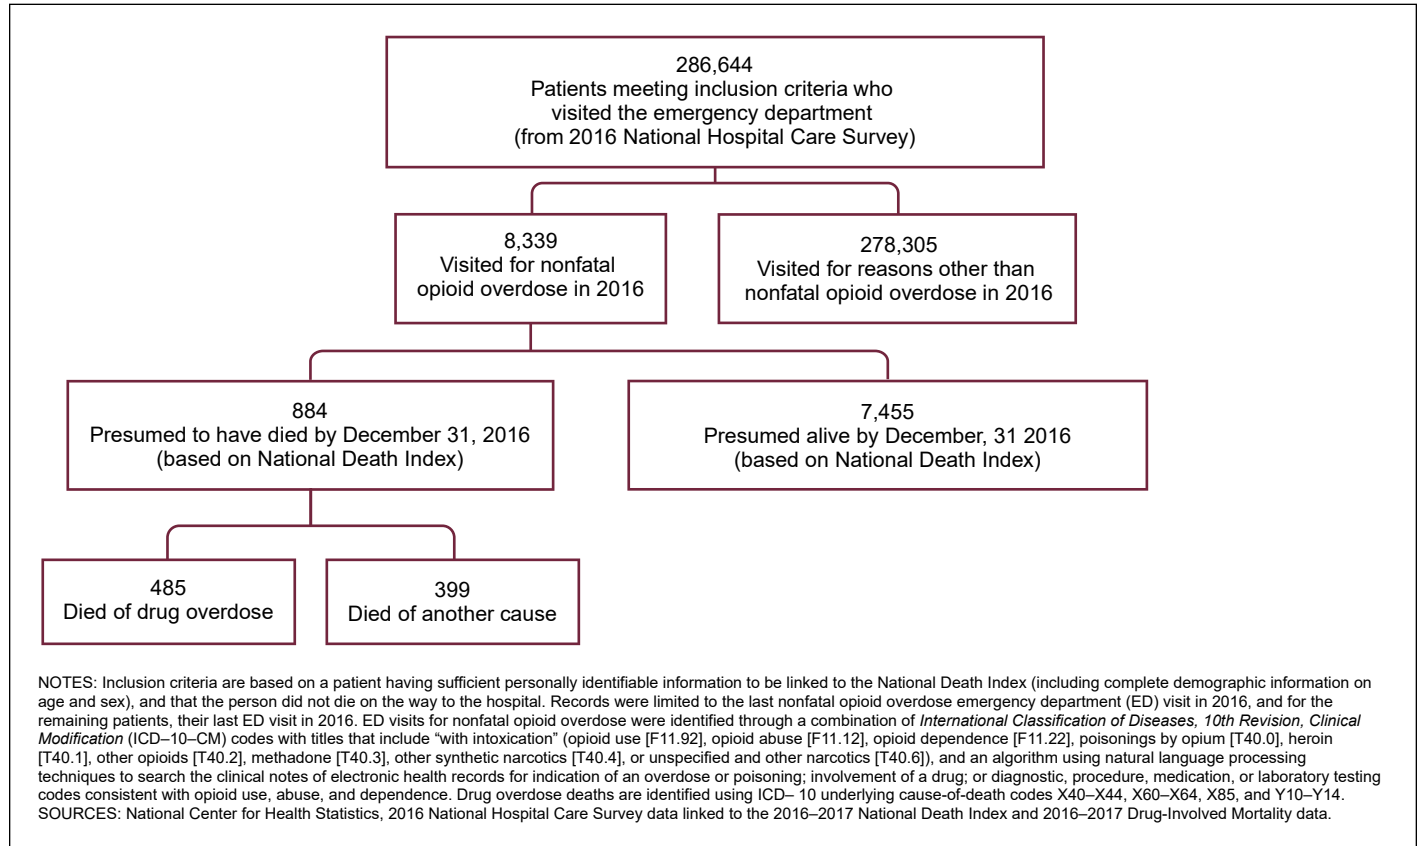 286,644
Patients meeting inclusion criteria who
visited the emergency department
(from 2016 National Hospital Care Survey)
8,339
Visited for nonfatal
opioid overdose in 2016
278,305
Visited for reasons other than
nonfatal opioid overdose in 2016
884
Presumed to have died by December 31, 2016
(based on National Death Index)
7,455
Presumed alive by December, 31 2016
(based on National Death Index)
485
Died of drug overdose
399
Died of another cause
NOTES: Inclusion criteria are based on a patient having sufficient personally identifiable information to be linked to the National Death Index (including complete demographic information on
age and sex), and that the person did not die on the way to the hospital. Records were limited to the last nonfatal opioid overdose emergency department (ED) visit in 2016, and for the
remaining patients, their last ED visit in 2016. ED visits for nonfatal opioid overdose were identified through a combination of International Classification of Diseases, 10th Revision, Clinical
Modification (ICD–10–CM) codes with titles that include “with intoxication” (opioid use [F11.92], opioid abuse [F11.12], opioid dependence [F11.22], poisonings by opium [T40.0], heroin
[T40.1], other opioids [T40.2], methadone [T40.3], other synthetic narcotics [T40.4], or unspecified and other narcotics [T40.6]), and an algorithm using natural language processing
techniques to search the clinical notes of electronic health records for indication of an overdose or poisoning; involvement of a drug; or diagnostic, procedure, medication, or laboratory testing
codes consistent with opioid use, abuse, and dependence. Drug overdose deaths are identified using ICD– 10 underlying cause-of-death codes X40–X44, X60–X64, X85, and Y10–Y14.
SOURCES: National Center for Health Statistics, 2016 National Hospital Care Survey data linked to the 2016–2017 National Death Index and 2016–2017 Drug-Involved Mortality data.